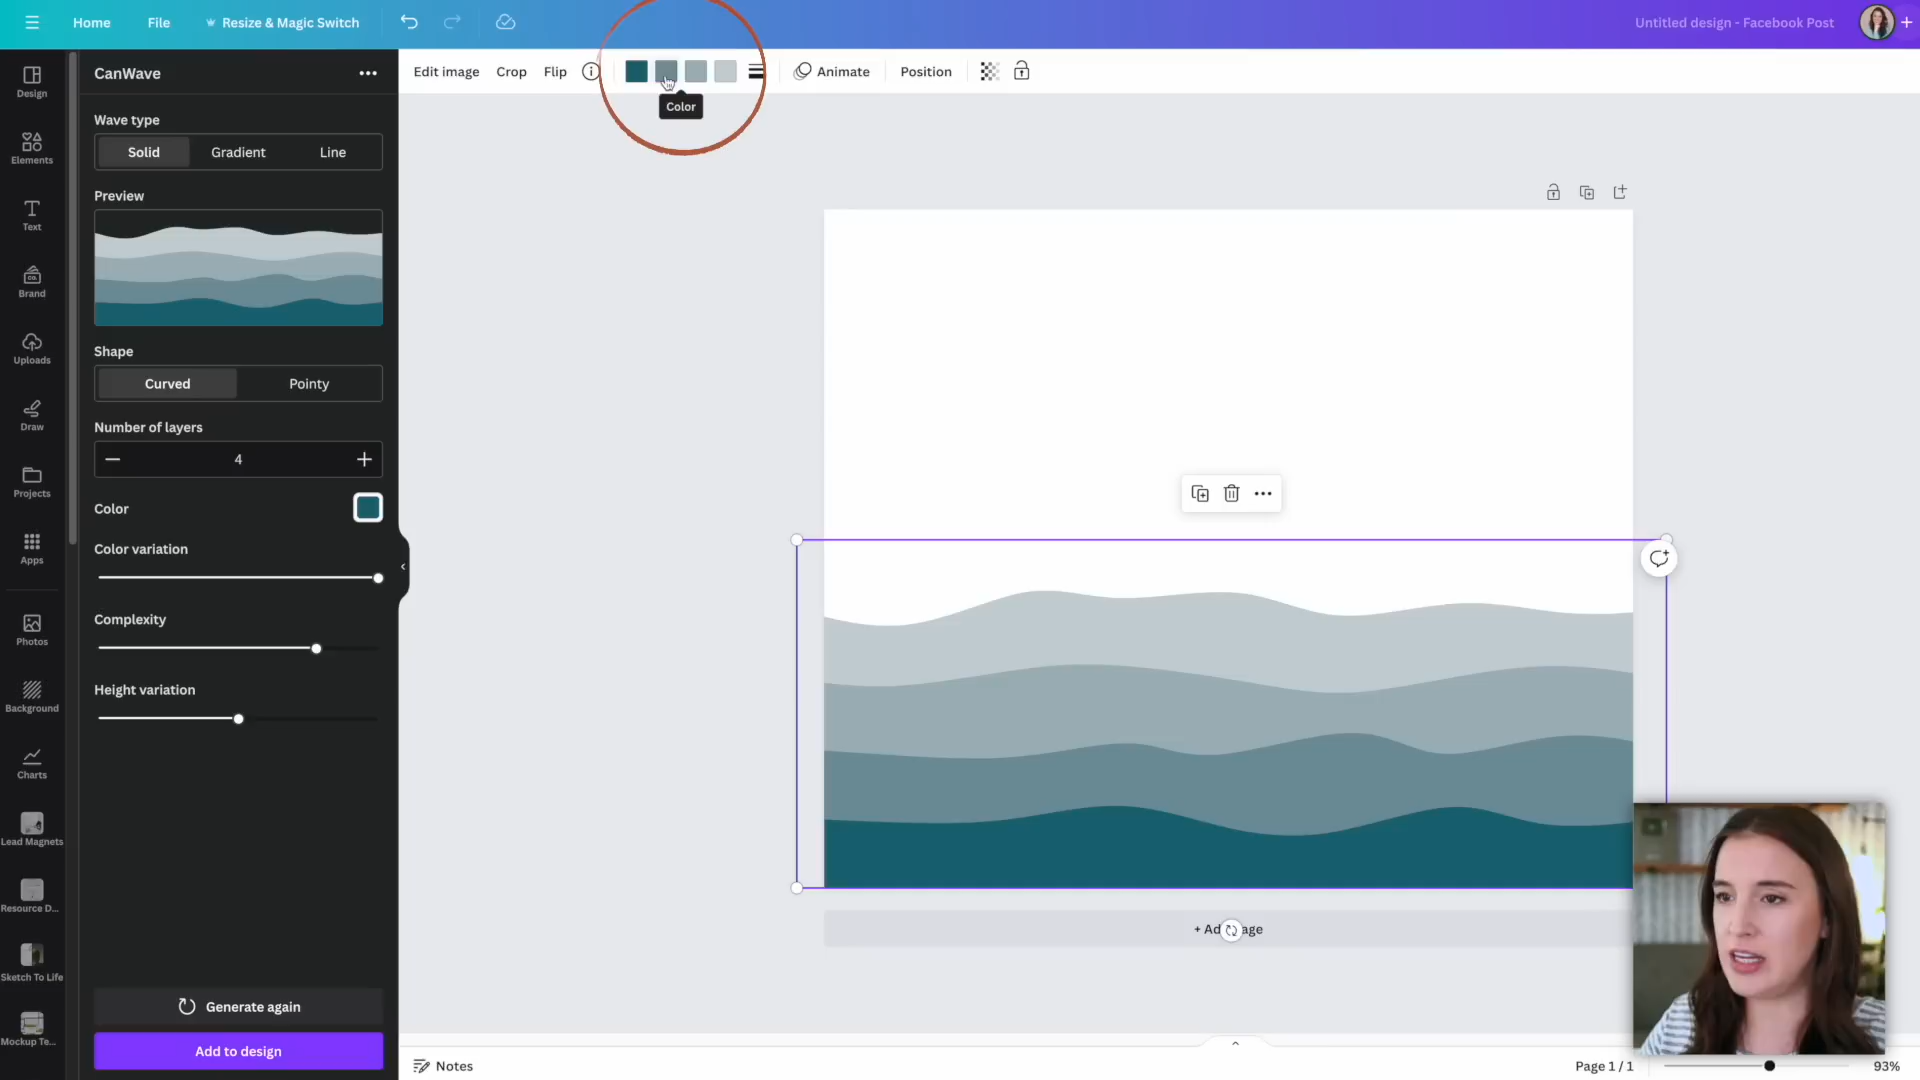 Home
File
Resize & Magic Switch
Untitled design - Facebook Post
Design
Elements
Text
Brand
Uploads
Draw
Projects
Apps
Photos
Background
Charts
Lead Magnets
Resource D...
Sketch To Life
Mockup Te...
CanWave
Wave type
Solid
Gradient
Line
Preview
Shape
Curved
Pointy
Number of layers
4
Color
Color variation
Complexity
Height variation
Generate again
Add to design
Edit image
Crop
Flip
Color
Animate
Position
+ Ad age
Notes
Page 1 / 1
93%